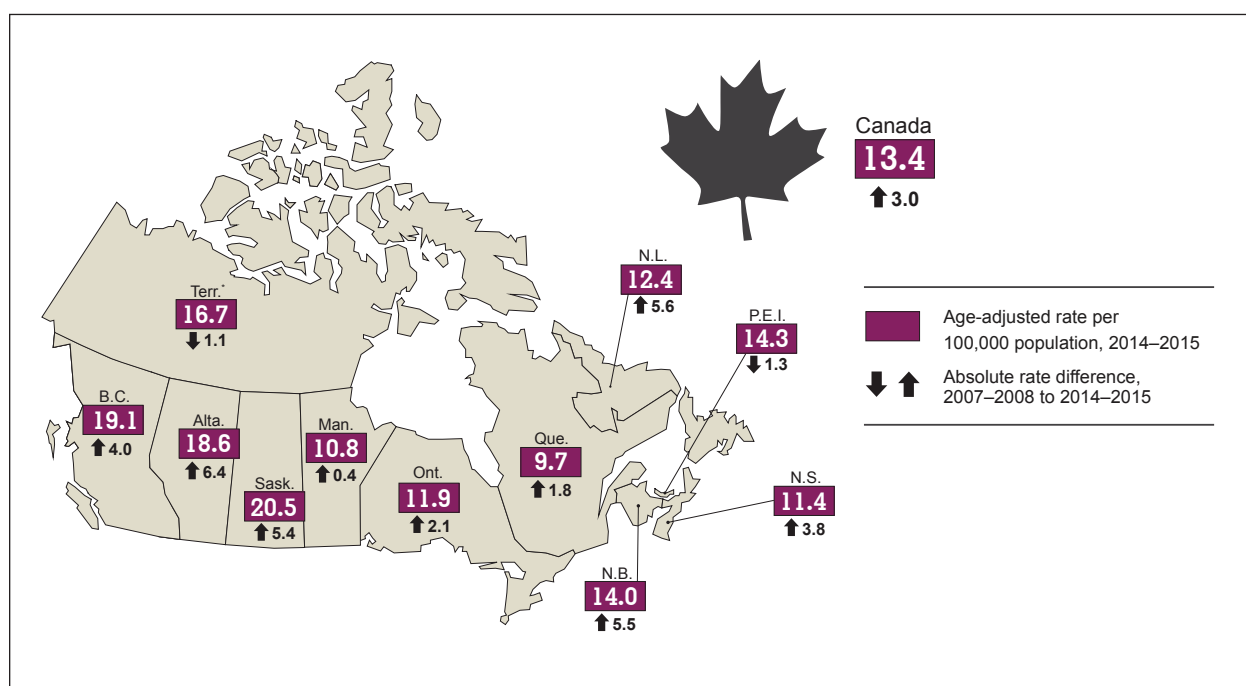 Canada
13.4
↑ 3.0
N.L.
12.4
↑ 5.6
Terr.*
16.7
↓ 1.1
P.E.I.
14.3
↓ 1.3
Age-adjusted rate per
100,000 population, 2014–2015
Absolute rate difference,
2007–2008 to 2014–2015
B.C.
19.1
↑ 4.0
Alta.
18.6
↑ 6.4
Sask.
20.5
↑ 5.4
Man.
10.8
↑ 0.4
Ont.
11.9
↑ 2.1
Que.
9.7
↑ 1.8
N.S.
11.4
↑ 3.8
N.B.
14.0
↑ 5.5